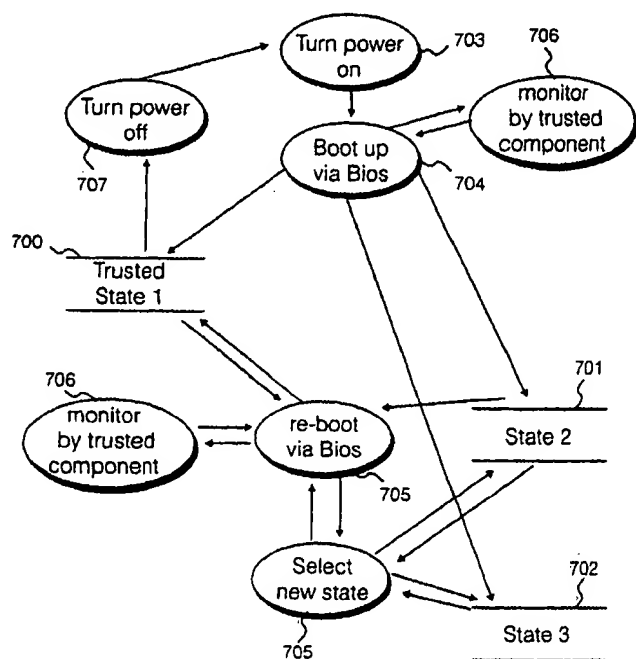 Turn power
on
703
706
monitor
by trusted
component
Turn power
off
707
Boot up
via Bios
704
700
Trusted
State 1
706
monitor
by trusted
component
re-boot
via Bios
705
701
State 2
Select
new state
705
702
State 3